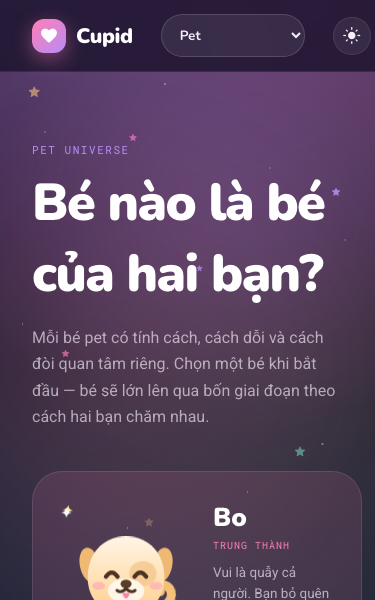 Cupid
Pet
PET UNIVERSE
Bé nào là bé
của hai bạn?
Mỗi bé pet có tính cách, cách dỗi và cách
đòi quan tâm riêng. Chọn một bé khi bắt
đầu — bé sẽ lớn lên qua bốn giai đoạn theo
cách hai bạn chăm nhau.
Bo
TRUNG THÀNH
Vui là quẫy cả
người. Bạn bỏ quên